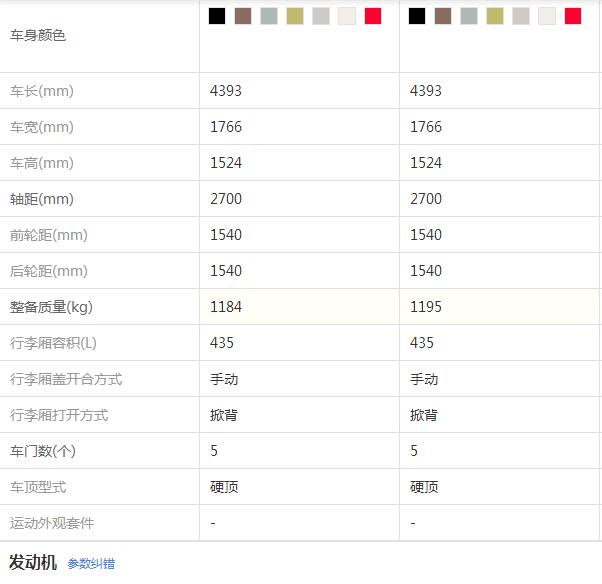 车身颜色
车长(mm) 4393 4393
车宽(mm) 1766 1766
车高(mm) 1524 1524
轴距(mm) 2700 2700
前轮距(mm) 1540 1540
后轮距(mm) 1540 1540
整备质量(kg) 1184 1195
行李厢容积(L) 435 435
行李厢盖开合方式 手动 手动
行李厢打开方式 掀背 掀背
车门数(个) 5 5
车顶型式 硬顶 硬顶
运动外观套件 - -
发动机 参数纠错